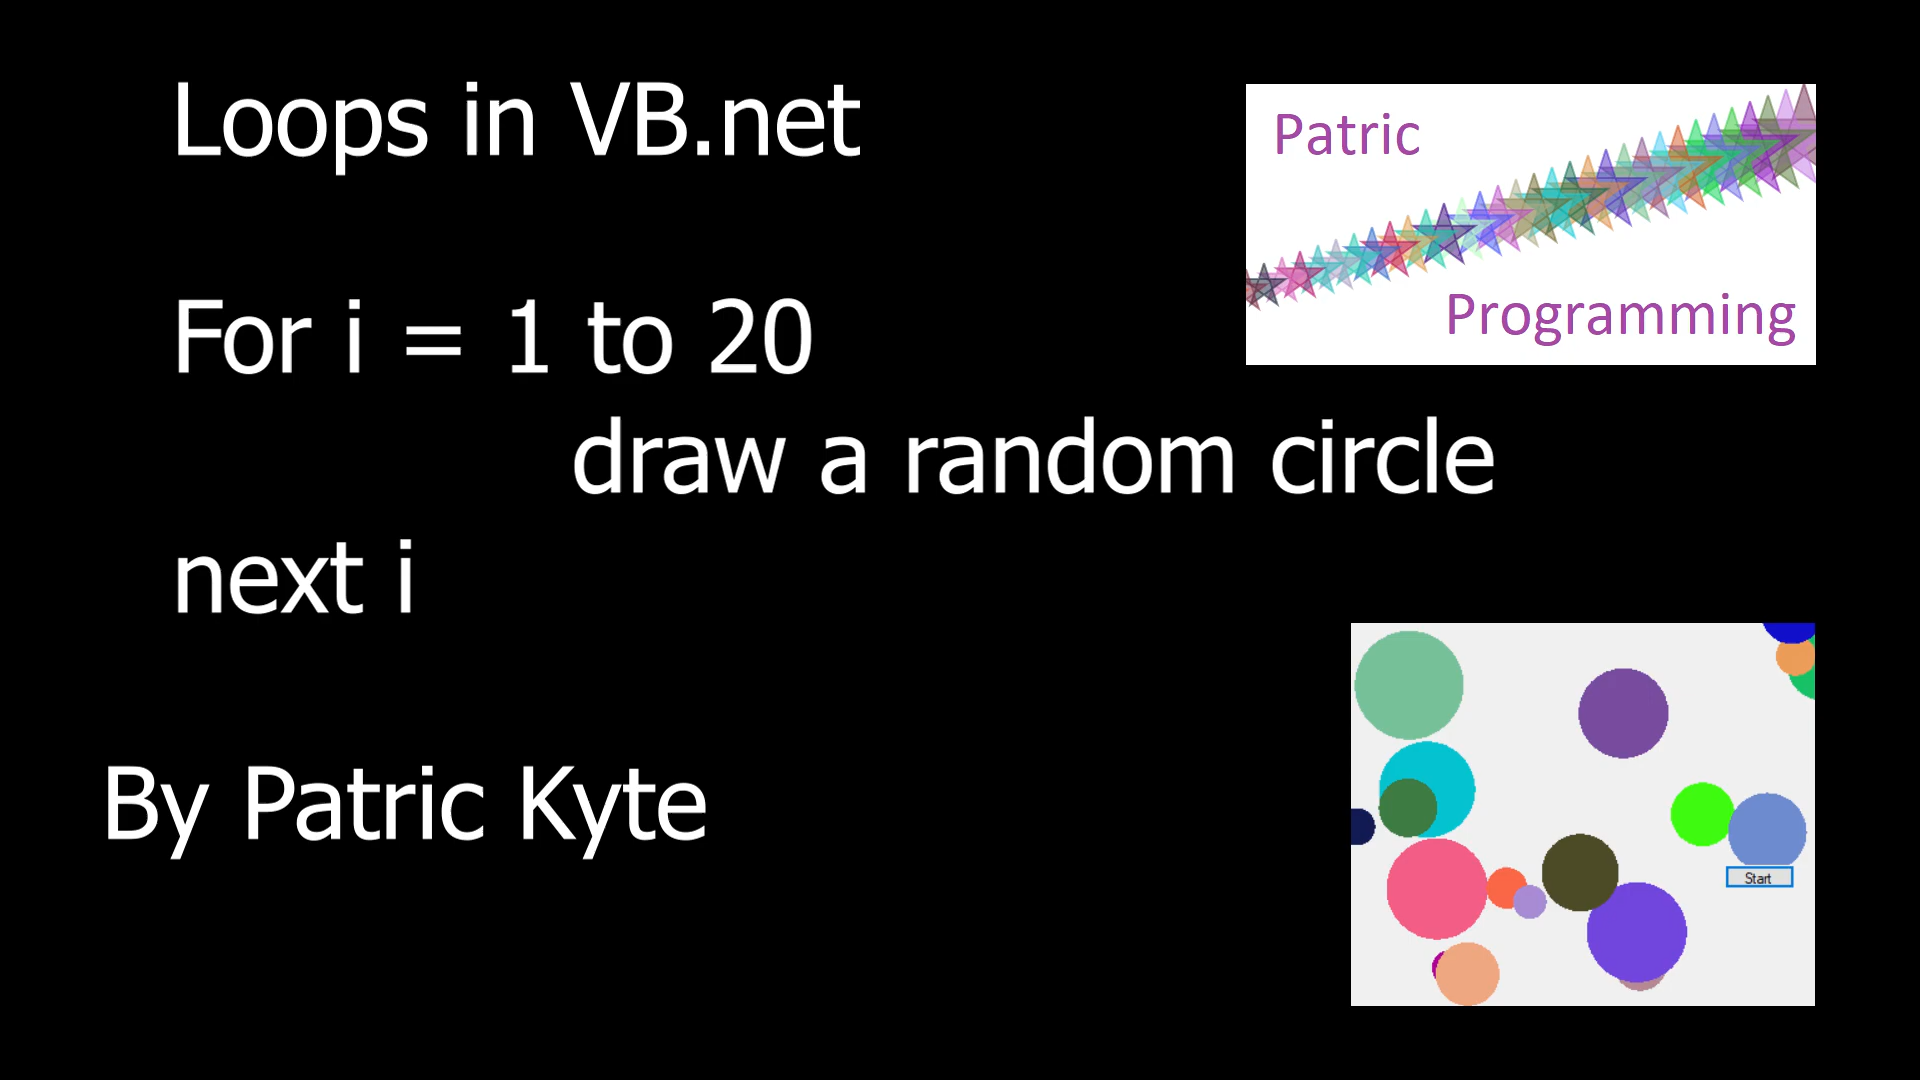 Loops in VB.net
Patric
Programming
For i = 1 to 20
draw a random circle
next i
By Patric Kyte
Start